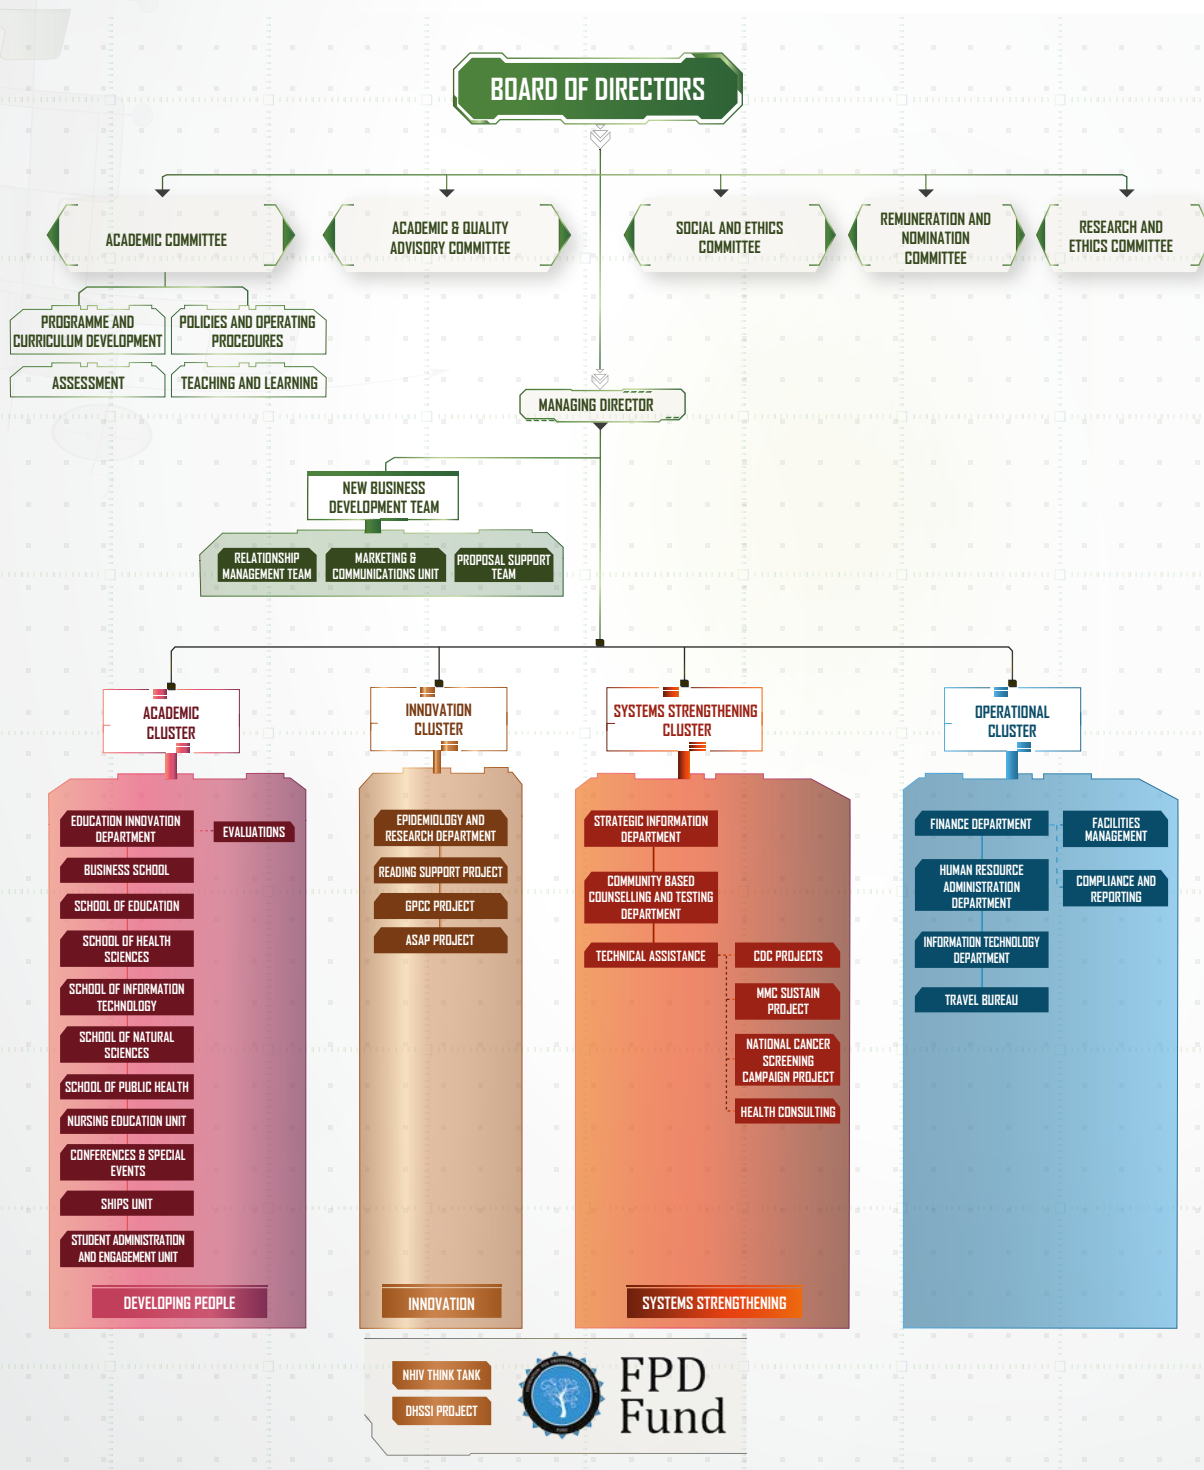 BOARD OF DIRECTORS
ACADEMIC COMMITTEE
ACADEMIC & QUALITY
ADVISORY COMMITTEE
SOCIAL AND ETHICS
COMMITTEE
REMUNERATION AND
NOMINATION
COMMITTEE
RESEARCH AND
ETHICS COMMITTEE
PROGRAMME AND
CURRICULUM DEVELOPMENT
POLICIES AND OPERATING
PROCEDURES
ASSESSMENT
TEACHING AND LEARNING
MANAGING DIRECTOR
NEW BUSINESS
DEVELOPMENT TEAM
RELATIONSHIP
MANAGEMENT TEAM
MARKETING &
COMMUNICATIONS UNIT
PROPOSAL SUPPORT
TEAM
ACADEMIC
CLUSTER
EDUCATION INNOVATION
DEPARTMENT
EVALUATIONS
BUSINESS SCHOOL
SCHOOL OF EDUCATION
SCHOOL OF HEALTH
SCIENCES
SCHOOL OF INFORMATION
TECHNOLOGY
SCHOOL OF NATURAL
SCIENCES
SCHOOL OF PUBLIC HEALTH
NURSING EDUCATION UNIT
CONFERENCES & SPECIAL
EVENTS
SHIPS UNIT
STUDENT ADMINISTRATION
AND ENGAGEMENT UNIT
DEVELOPING PEOPLE
INNOVATION
CLUSTER
EPIDEMIOLOGY AND
RESEARCH DEPARTMENT
READING SUPPORT PROJECT
GPCC PROJECT
ASAP PROJECT
INNOVATION
SYSTEMS STRENGTHENING
CLUSTER
STRATEGIC INFORMATION
DEPARTMENT
COMMUNITY BASED
COUNSELLING AND TESTING
DEPARTMENT
TECHNICAL ASSISTANCE
CDC PROJECTS
MMC SUSTAIN
PROJECT
NATIONAL CANCER
SCREENING
CAMPAIGN PROJECT
HEALTH CONSULTING
SYSTEMS STRENGTHENING
OPERATIONAL
CLUSTER
FINANCE DEPARTMENT
FACILITIES
MANAGEMENT
HUMAN RESOURCE
ADMINISTRATION
DEPARTMENT
COMPLIANCE AND
REPORTING
INFORMATION TECHNOLOGY
DEPARTMENT
TRAVEL BUREAU
NHIV THINK TANK
DHSSI PROJECT
FPD
Fund